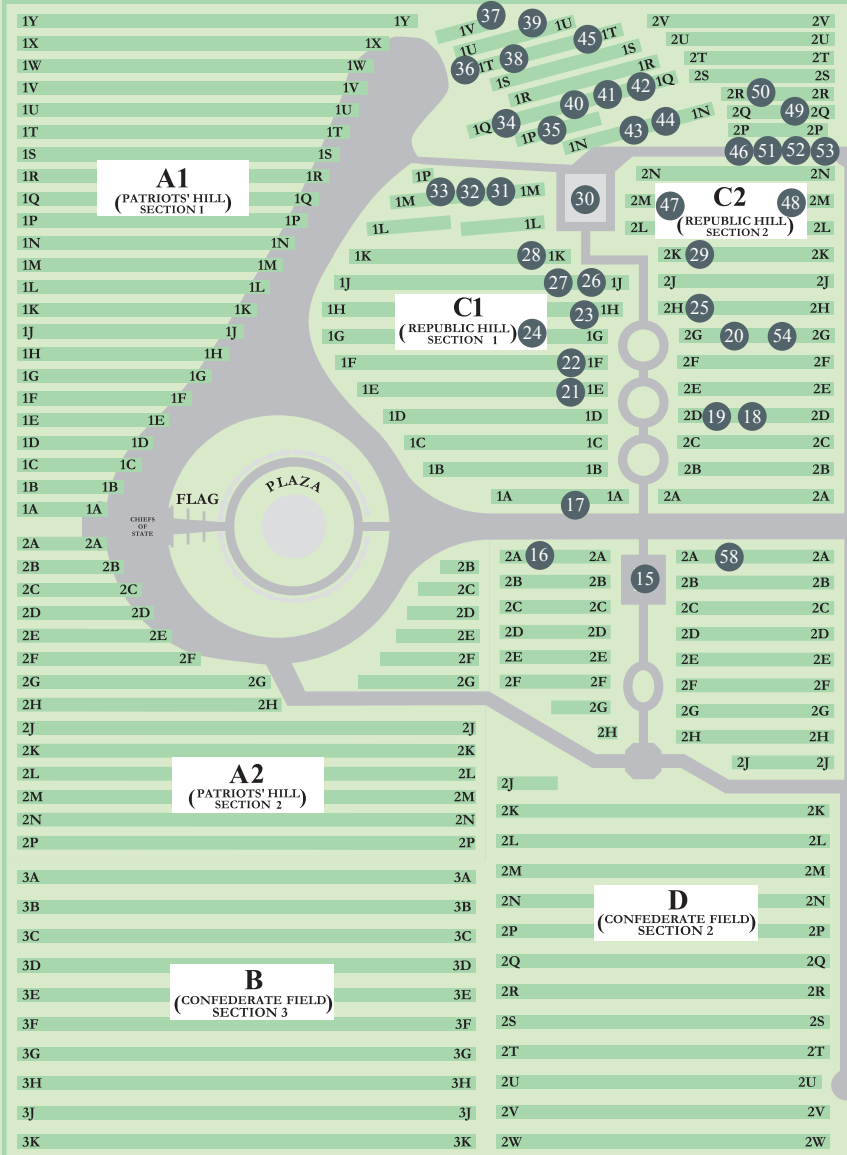 1Y 1Y
1X 1X
1W 1W
1V 1V
1U 1U
1T 1T
1S 1S
1R 1R
1Q 1Q
1P 1P
1N 1N
1M 1M
1L 1L
1K 1K
1J 1J
1H 1H
1G 1G
1F 1F
1E 1E
1D 1D
1C 1C
1B 1B
1A 1A
A1
(PATRIOTS' HILL
SECTION 1)
CHIEFS
OF
STATE
FLAG
PLAZA
2A 2A
2B 2B
2C 2C
2D 2D
2E 2E
2F 2F
2G 2G
2H 2H
2J 2J
2K 2K
2L 2L
2M 2M
2N 2N
2P 2P
2B
2C
2D
2E
2F
2G
A2
(PATRIOTS' HILL
SECTION 2)
3A 3A
3B 3B
3C 3C
3D 3D
3E 3E
3F 3F
3G 3G
3H 3H
3J 3J
3K 3K
B
(CONFEDERATE FIELD
SECTION 3)
37
1V 39 1U
1U 45 1T
36 1T 38 1S
1S 1R
1R 42 1Q
40 41
1Q 34
1P 35
1N 43 44 1N
1P
33 32 31
1M 1M
30
1L 1L
1K 28 1K
1J 27 26 1J
1H 23 1H
1G 24 1G
1F 22 1F
1E 21 1E
1D 1D
1C 1C
1B 1B
1A 17 1A
C1
(REPUBLIC HILL
SECTION 1)
2V 2V
2U 2U
2T 2T
2S 2S
2R 50 2R
2Q 49 2Q
2P 2P
46 51 52 53
2N 2N
2M 47 48 2M
2L 2L
2K 29 2K
2J 2J
2H 25 2H
2G 20 54 2G
2F 2F
2E 2E
2D 19 18 2D
2C 2C
2B 2B
2A 2A
C2
(REPUBLIC HILL
SECTION 2)
2A 16 2A
2B 2B
2C 2C
2D 2D
2E 2E
2F 2F
2G
2H
15
2A 58 2A
2B 2B
2C 2C
2D 2D
2E 2E
2F 2F
2G 2G
2H 2H
2J 2J
2J
2K 2K
2L 2L
2M 2M
2N 2N
2P 2P
2Q 2Q
2R 2R
2S 2S
2T 2T
2U 2U
2V 2V
2W 2W
D
(CONFEDERATE FIELD
SECTION 2)